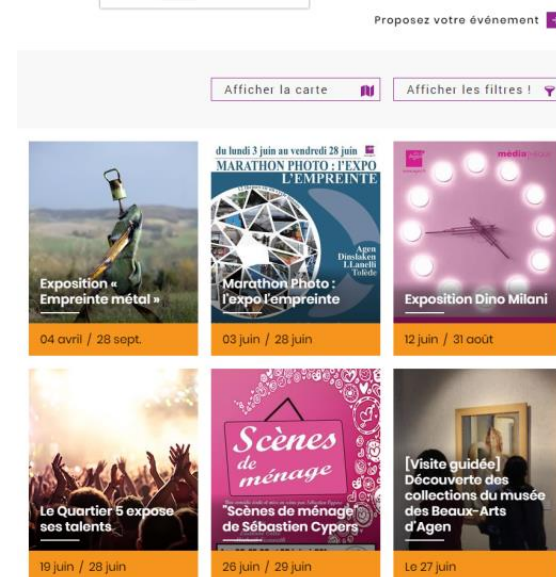 Proposez votre événement
Afficher la carte
Afficher les filtres !
Exposition «
Empreinte métal »
04 avril / 28 sept.
du lundi 3 juin au vendredi 28 juin
MARATHON PHOTO : l'EXPO
L'EMPREINTE
Agen
Dinslaken
LLanelli
Tolède
Marathon Photo :
l'expo l'empreinte
03 juin / 28 juin
Exposition Dino Milani
12 juin / 31 août
Le Quartier 5 expose
ses talents
19 juin / 28 juin
Scènes
de
ménage
"Scènes de ménage"
de Sébastien Cypers
26 juin / 29 juin
[Visite guidée]
Découverte des
collections du musée
des Beaux-Arts
d'Agen
Le 27 juin